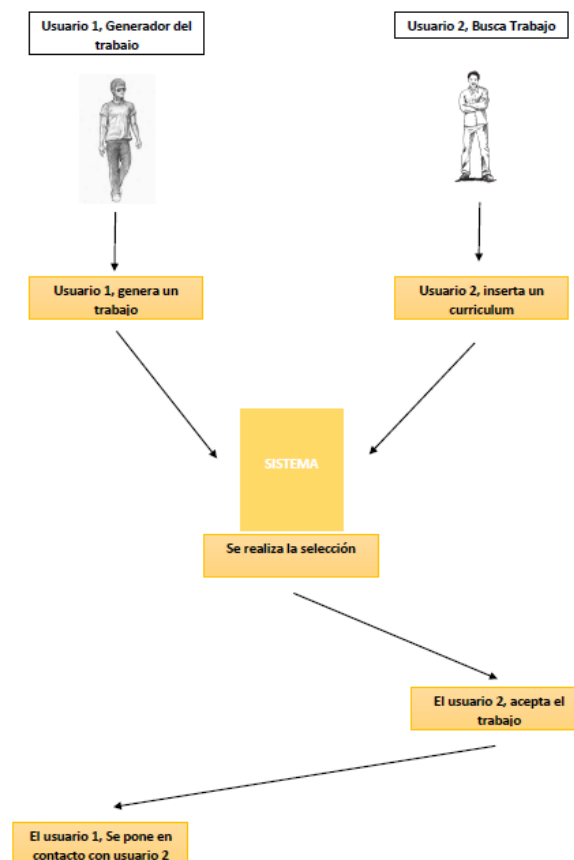 Usuario 1, Generador del
trabaio
Usuario 2, Busca Trabajo
Usuario 1, genera un
trabajo
Usuario 2, inserta un
curriculum
SISTEMA
Se realiza la selección
El usuario 2, acepta el
trabajo
El usuario 1, Se pone en
contacto con usuario 2